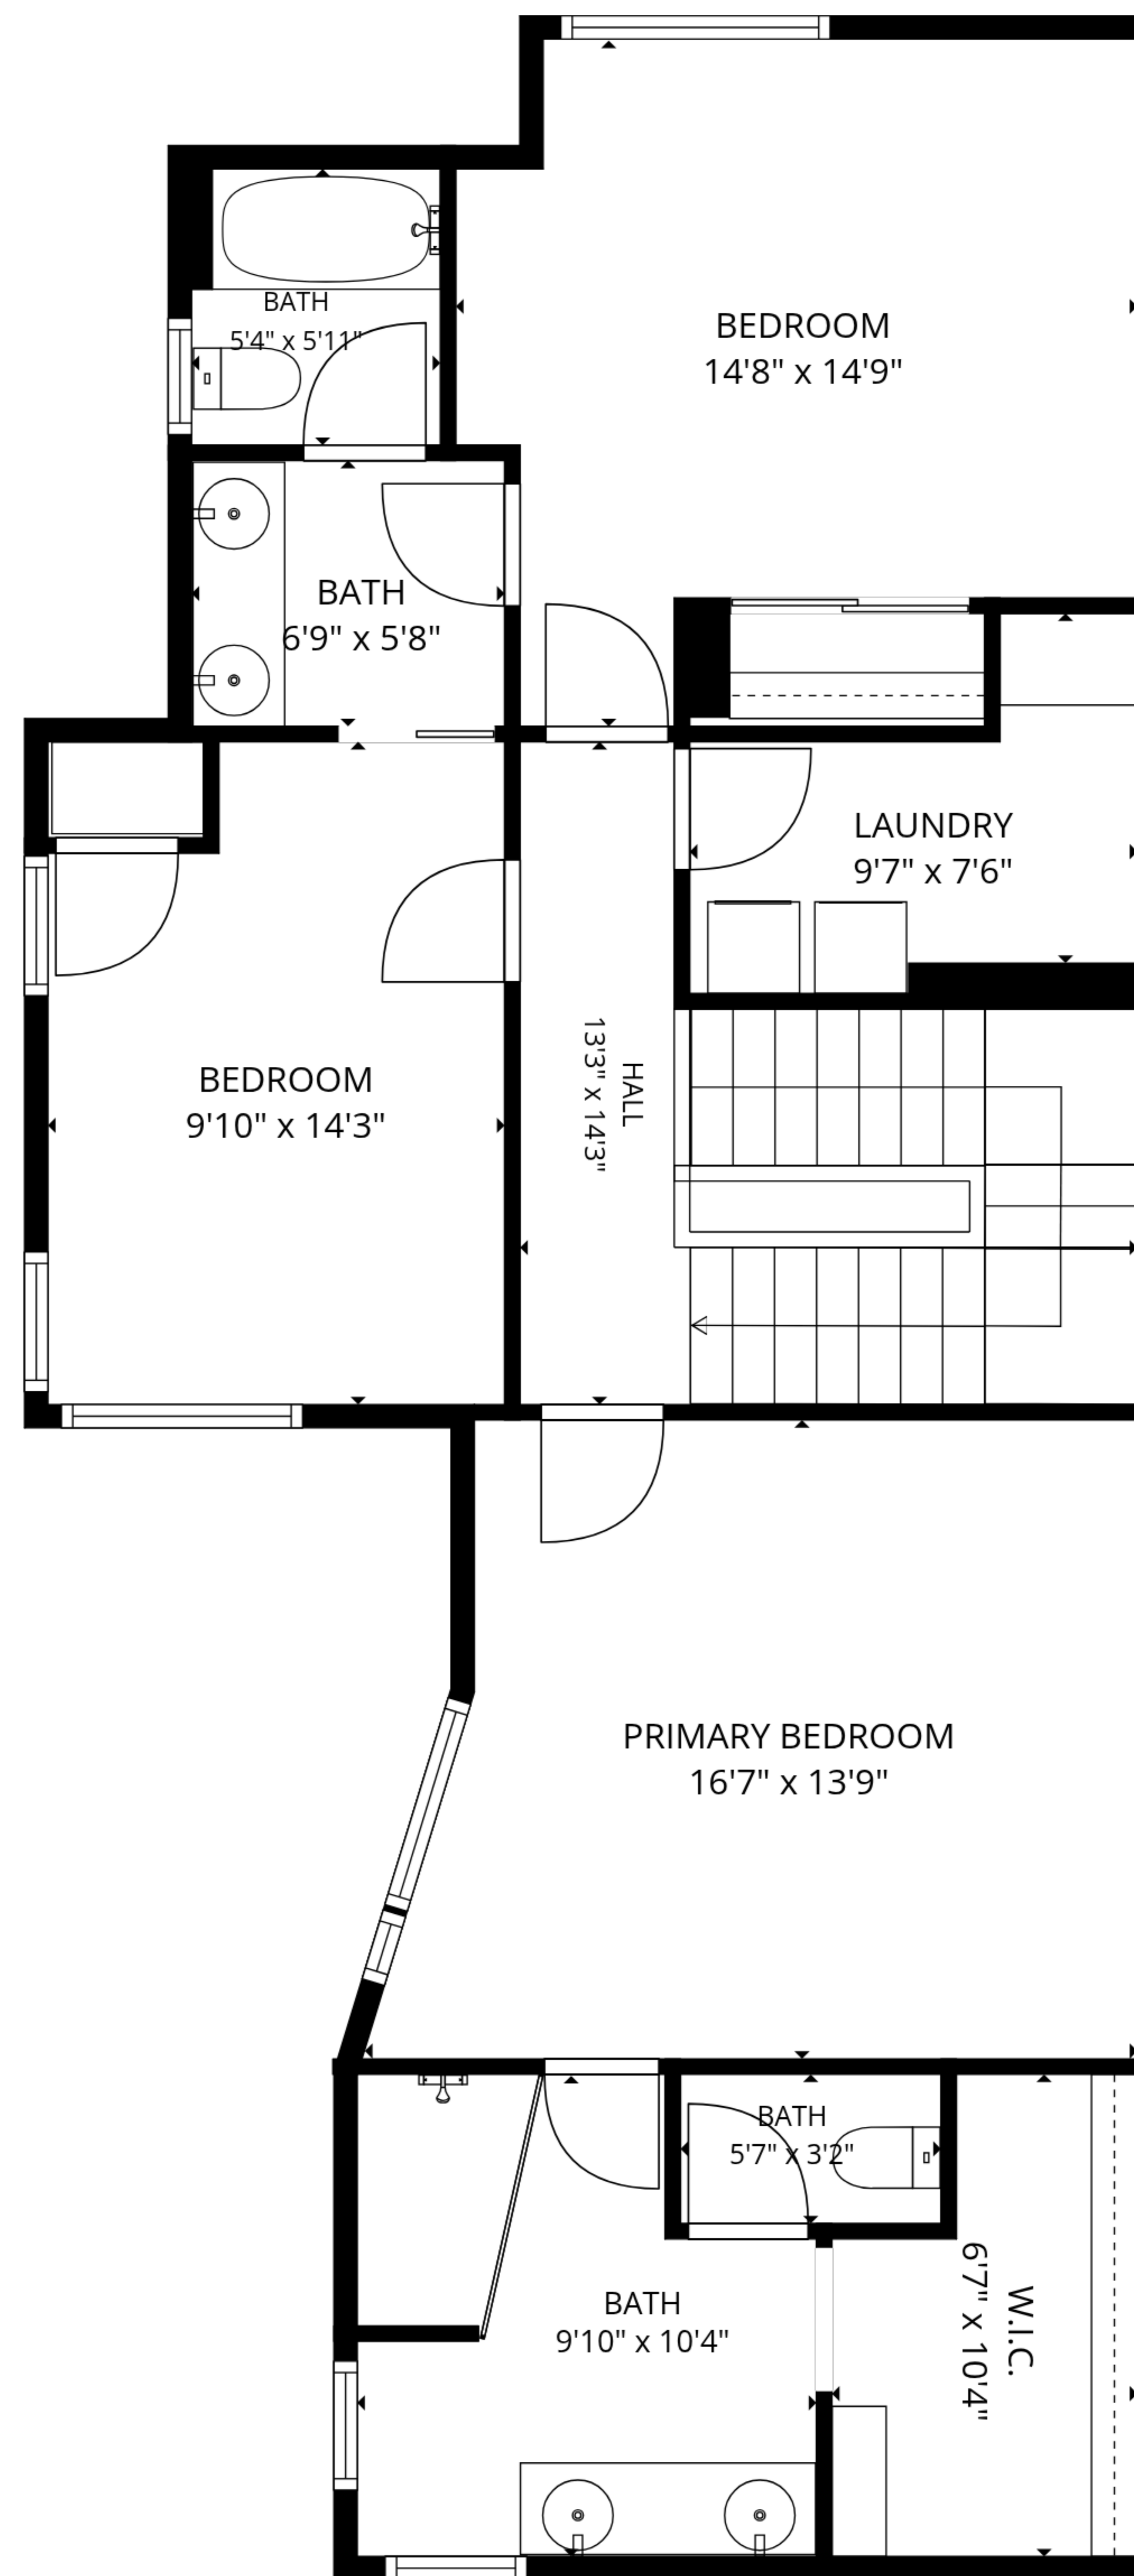 BEDROOM
14'8" x 14'9"
BATH
5'4" x 5'11"
BATH
6'9" x 5'8"
LAUNDRY
9'7" x 7'6"
BEDROOM
9'10" x 14'3"
HALL
13'3" x 14'3"
PRIMARY BEDROOM
16'7" x 13'9"
BATH
5'7" x 3'2"
BATH
9'10" x 10'4"
W.I.C.
6'7" x 10'4"